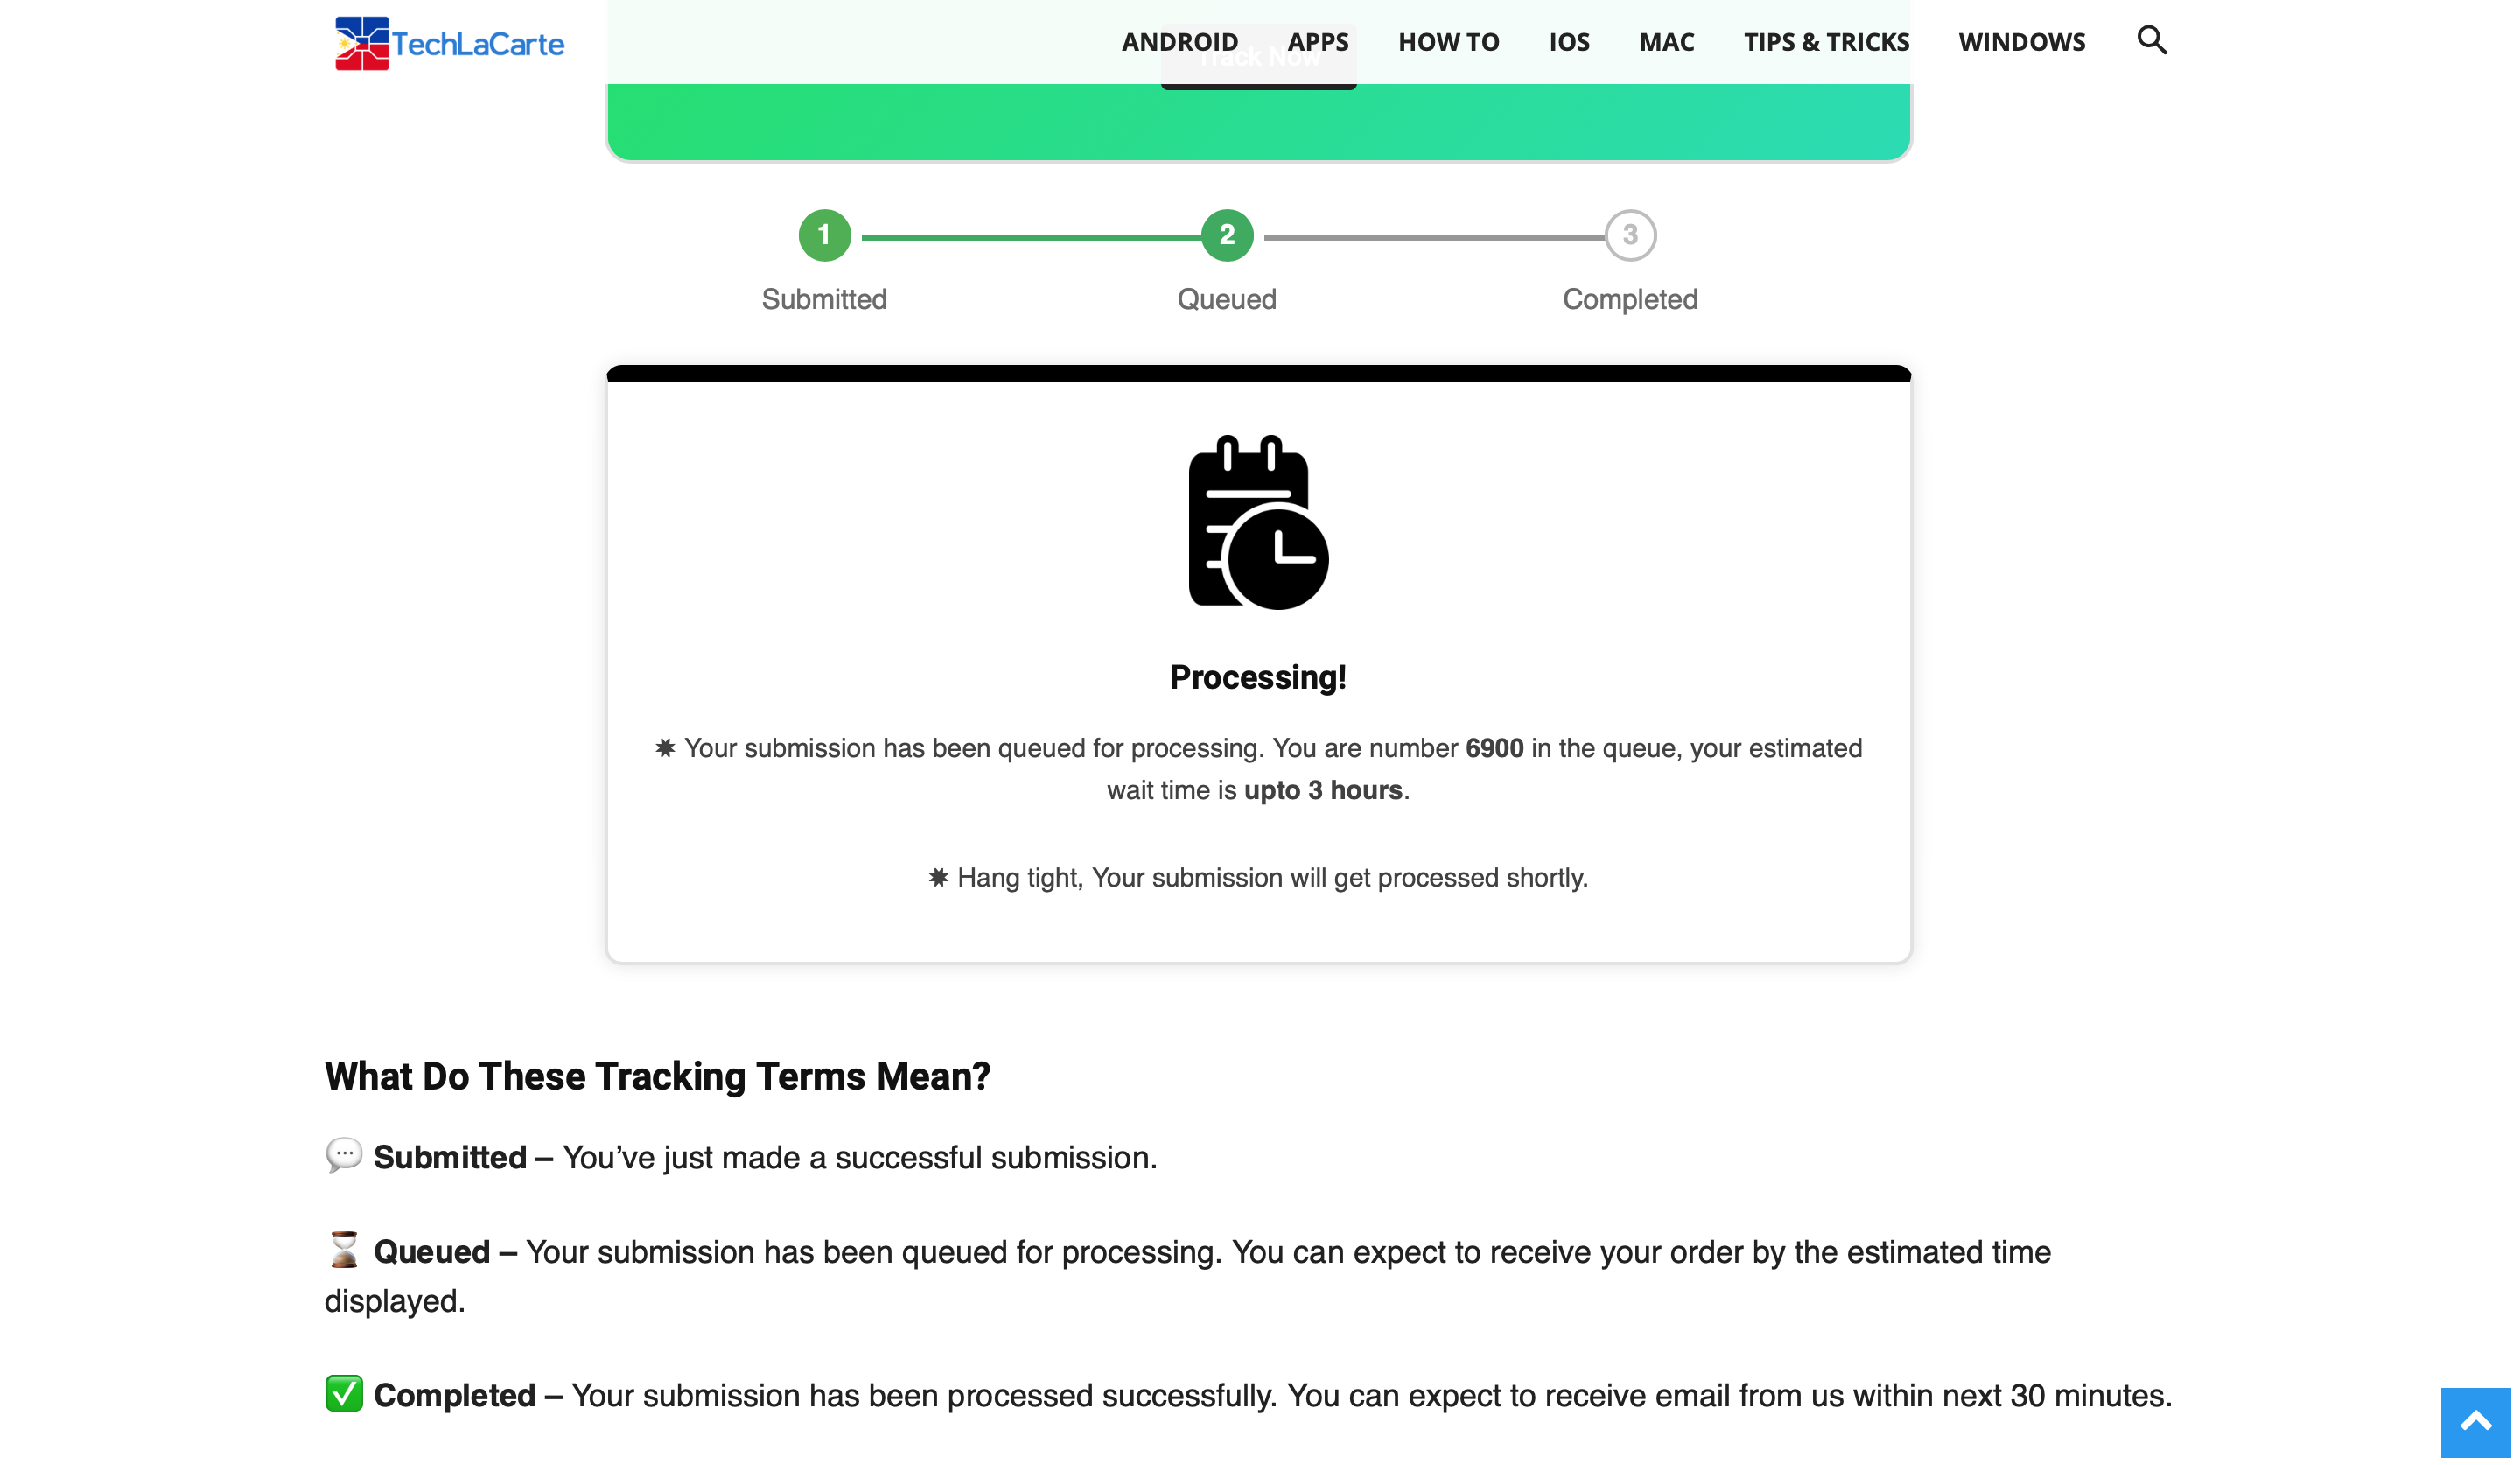 TechLaCarte
ANDROID APPS HOW TO IOS MAC TIPS & TRICKS WINDOWS
Track Now
1 2 3
Submitted Queued Completed
Processing!
✸ Your submission has been queued for processing. You are number 6900 in the queue, your estimated
wait time is upto 3 hours.
✸ Hang tight, Your submission will get processed shortly.
What Do These Tracking Terms Mean?
💬 Submitted – You’ve just made a successful submission.
⏳ Queued – Your submission has been queued for processing. You can expect to receive your order by the estimated time
displayed.
✅ Completed – Your submission has been processed successfully. You can expect to receive email from us within next 30 minutes.